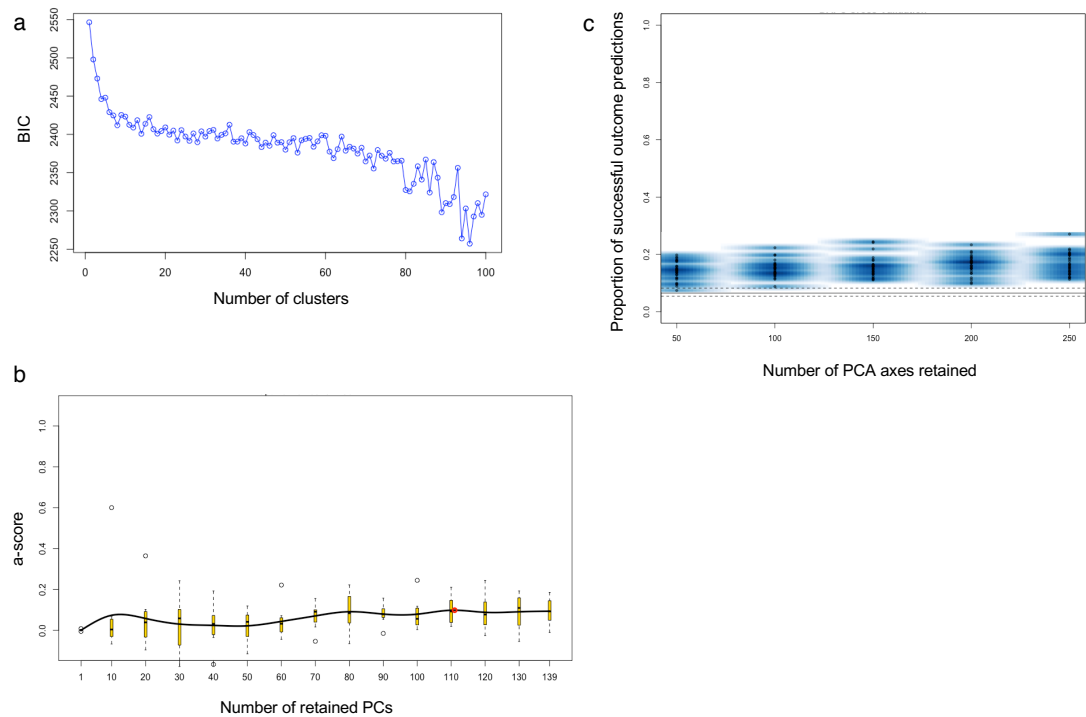 a
BIC
2550
2500
2450
2400
2350
2300
2250
0 20 40 60 80 100
Number of clusters
c
Proportion of successful outcome predictions
1.0
0.8
0.6
0.4
0.2
0.0
50 100 150 200 250
Number of PCA axes retained
b
a-score
1.0
0.8
0.6
0.4
0.2
0.0
1 10 20 30 40 50 60 70 80 90 100 110 120 130 139
Number of retained PCs